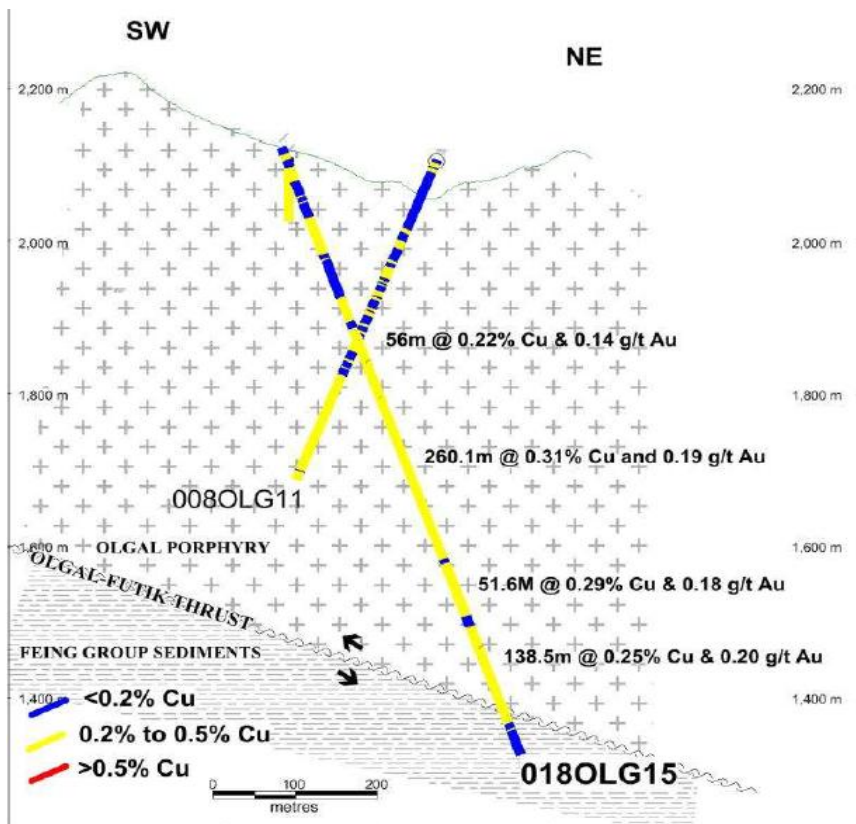 SW
NE
2,200 m
2,200 m
2,000 m
2,000 m
56m @ 0.22% Cu & 0.14 g/t Au
1,800 m
1,800 m
260.1m @ 0.31% Cu and 0.19 g/t Au
008OLG11
OLGAL PORPHYRY
1,600 m
1,600 m
OLGAL-FUTIK-THRUST
51.6M @ 0.29% Cu & 0.18 g/t Au
FEING GROUP SEDIMENTS
138.5m @ 0.25% Cu & 0.20 g/t Au
1,400 m
1,400 m
<0.2% Cu
0.2% to 0.5% Cu
>0.5% Cu
018OLG15
0 100 200
metres